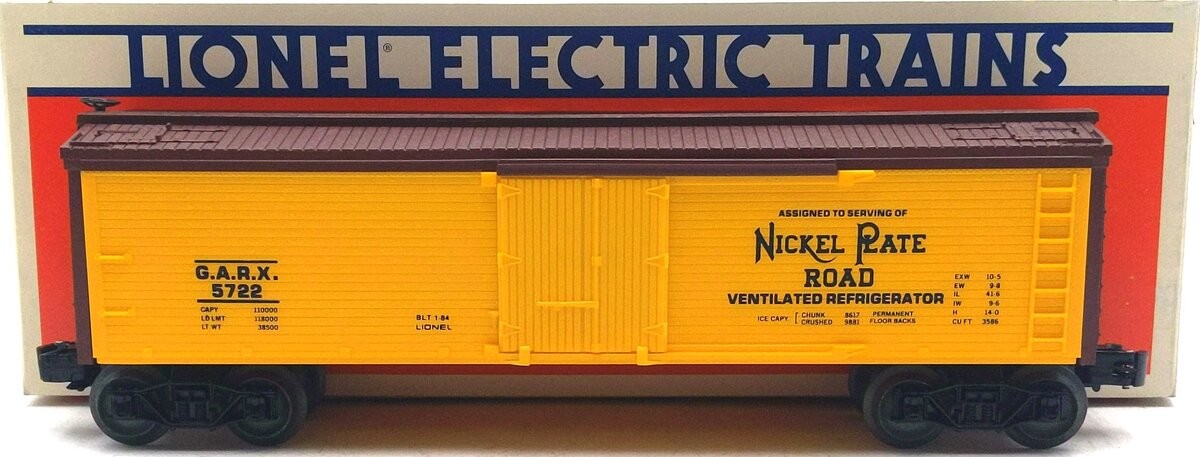 LIONEL® ELECTRIC TRAINS
G.A.R.X.
5722
CAPY 110000
LD LMT 118000
LT WT 38500
BLT 1-84
LIONEL
ASSIGNED TO SERVING OF
NICKEL PLATE
ROAD
VENTILATED REFRIGERATOR
ICE CAPY [ CHUNK 8617 PERMANENT
CRUSHED 9881 FLOOR BACKS
EXW 10-5
EW 9-8
IL 41-6
IW 9-6
H 14-0
CU FT 3586